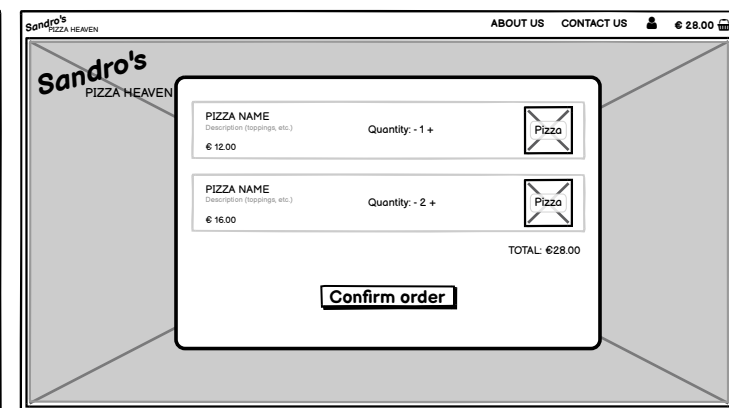 Sandro's
PIZZA HEAVEN
ABOUT US CONTACT US € 28.00
Sandro's
PIZZA HEAVEN
PIZZA NAME
Description (toppings, etc.)
€ 12.00
Quantity: - 1 +
Pizza
PIZZA NAME
Description (toppings, etc.)
€ 16.00
Quantity: - 2 +
Pizza
TOTAL: €28.00
Confirm order